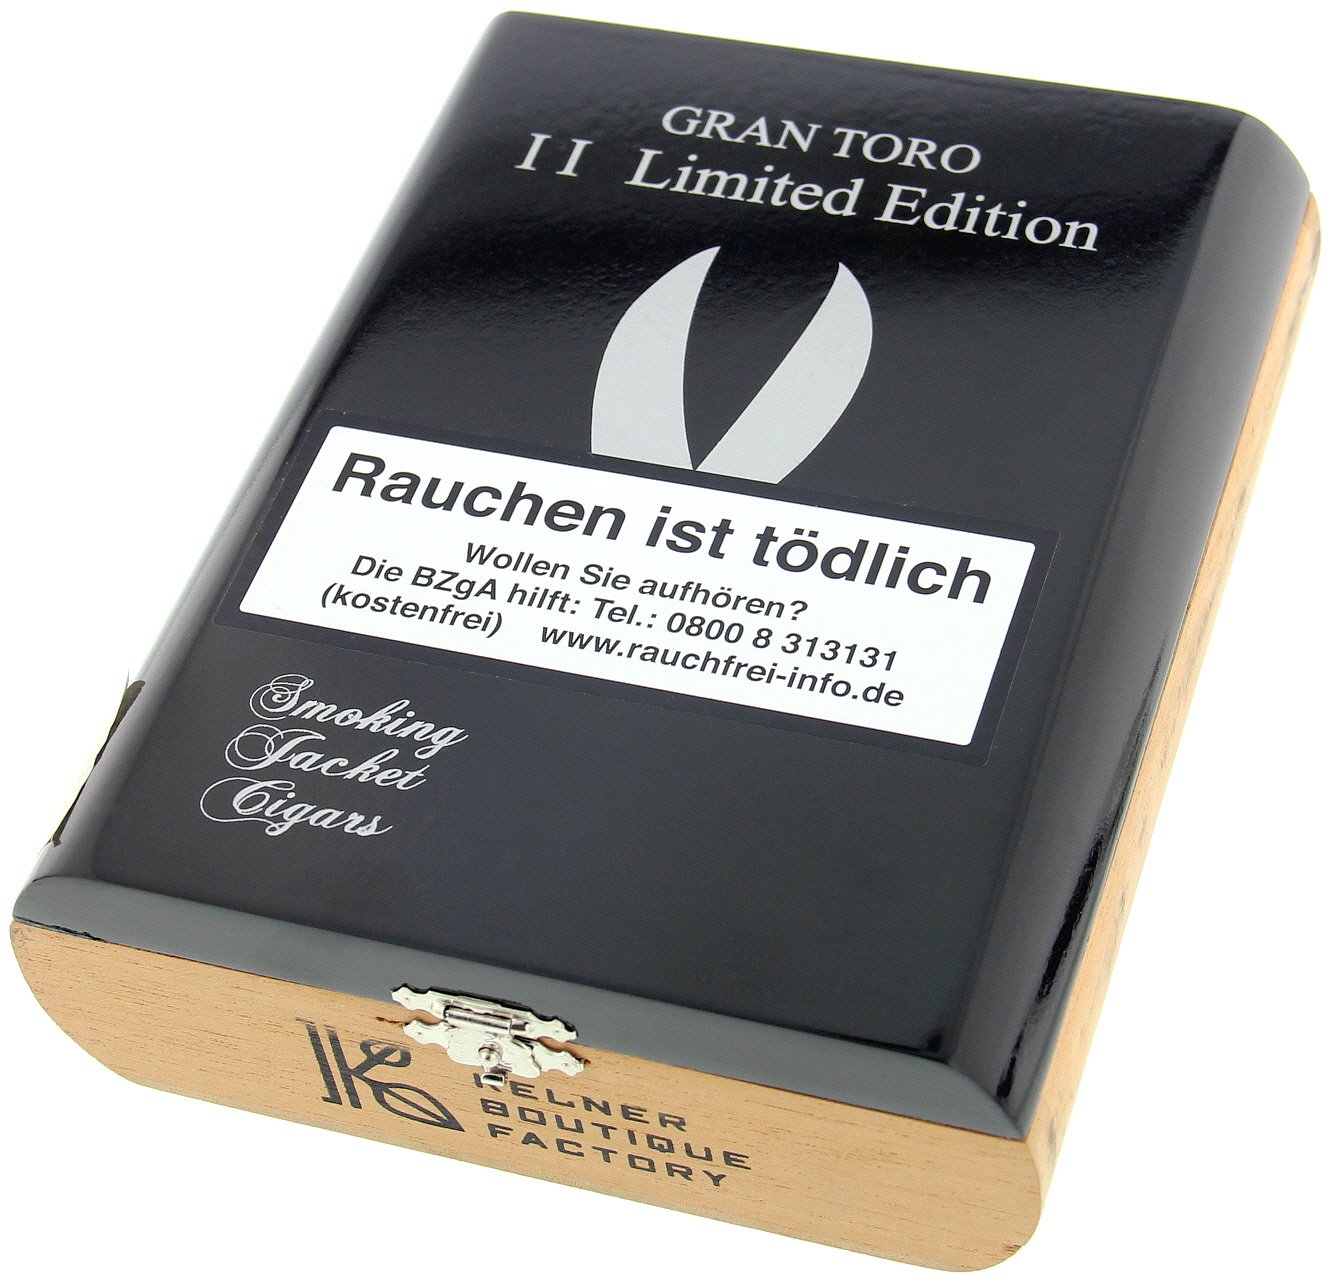 GRAN TORO
II Limited Edition
Rauchen ist tödlich
Wollen Sie aufhören?
Die BZgA hilft: Tel.: 0800 8 313131
(kostenfrei) www.rauchfrei-info.de
Smoking
Jacket
Cigars
KELNER
BOUTIQUE
FACTORY